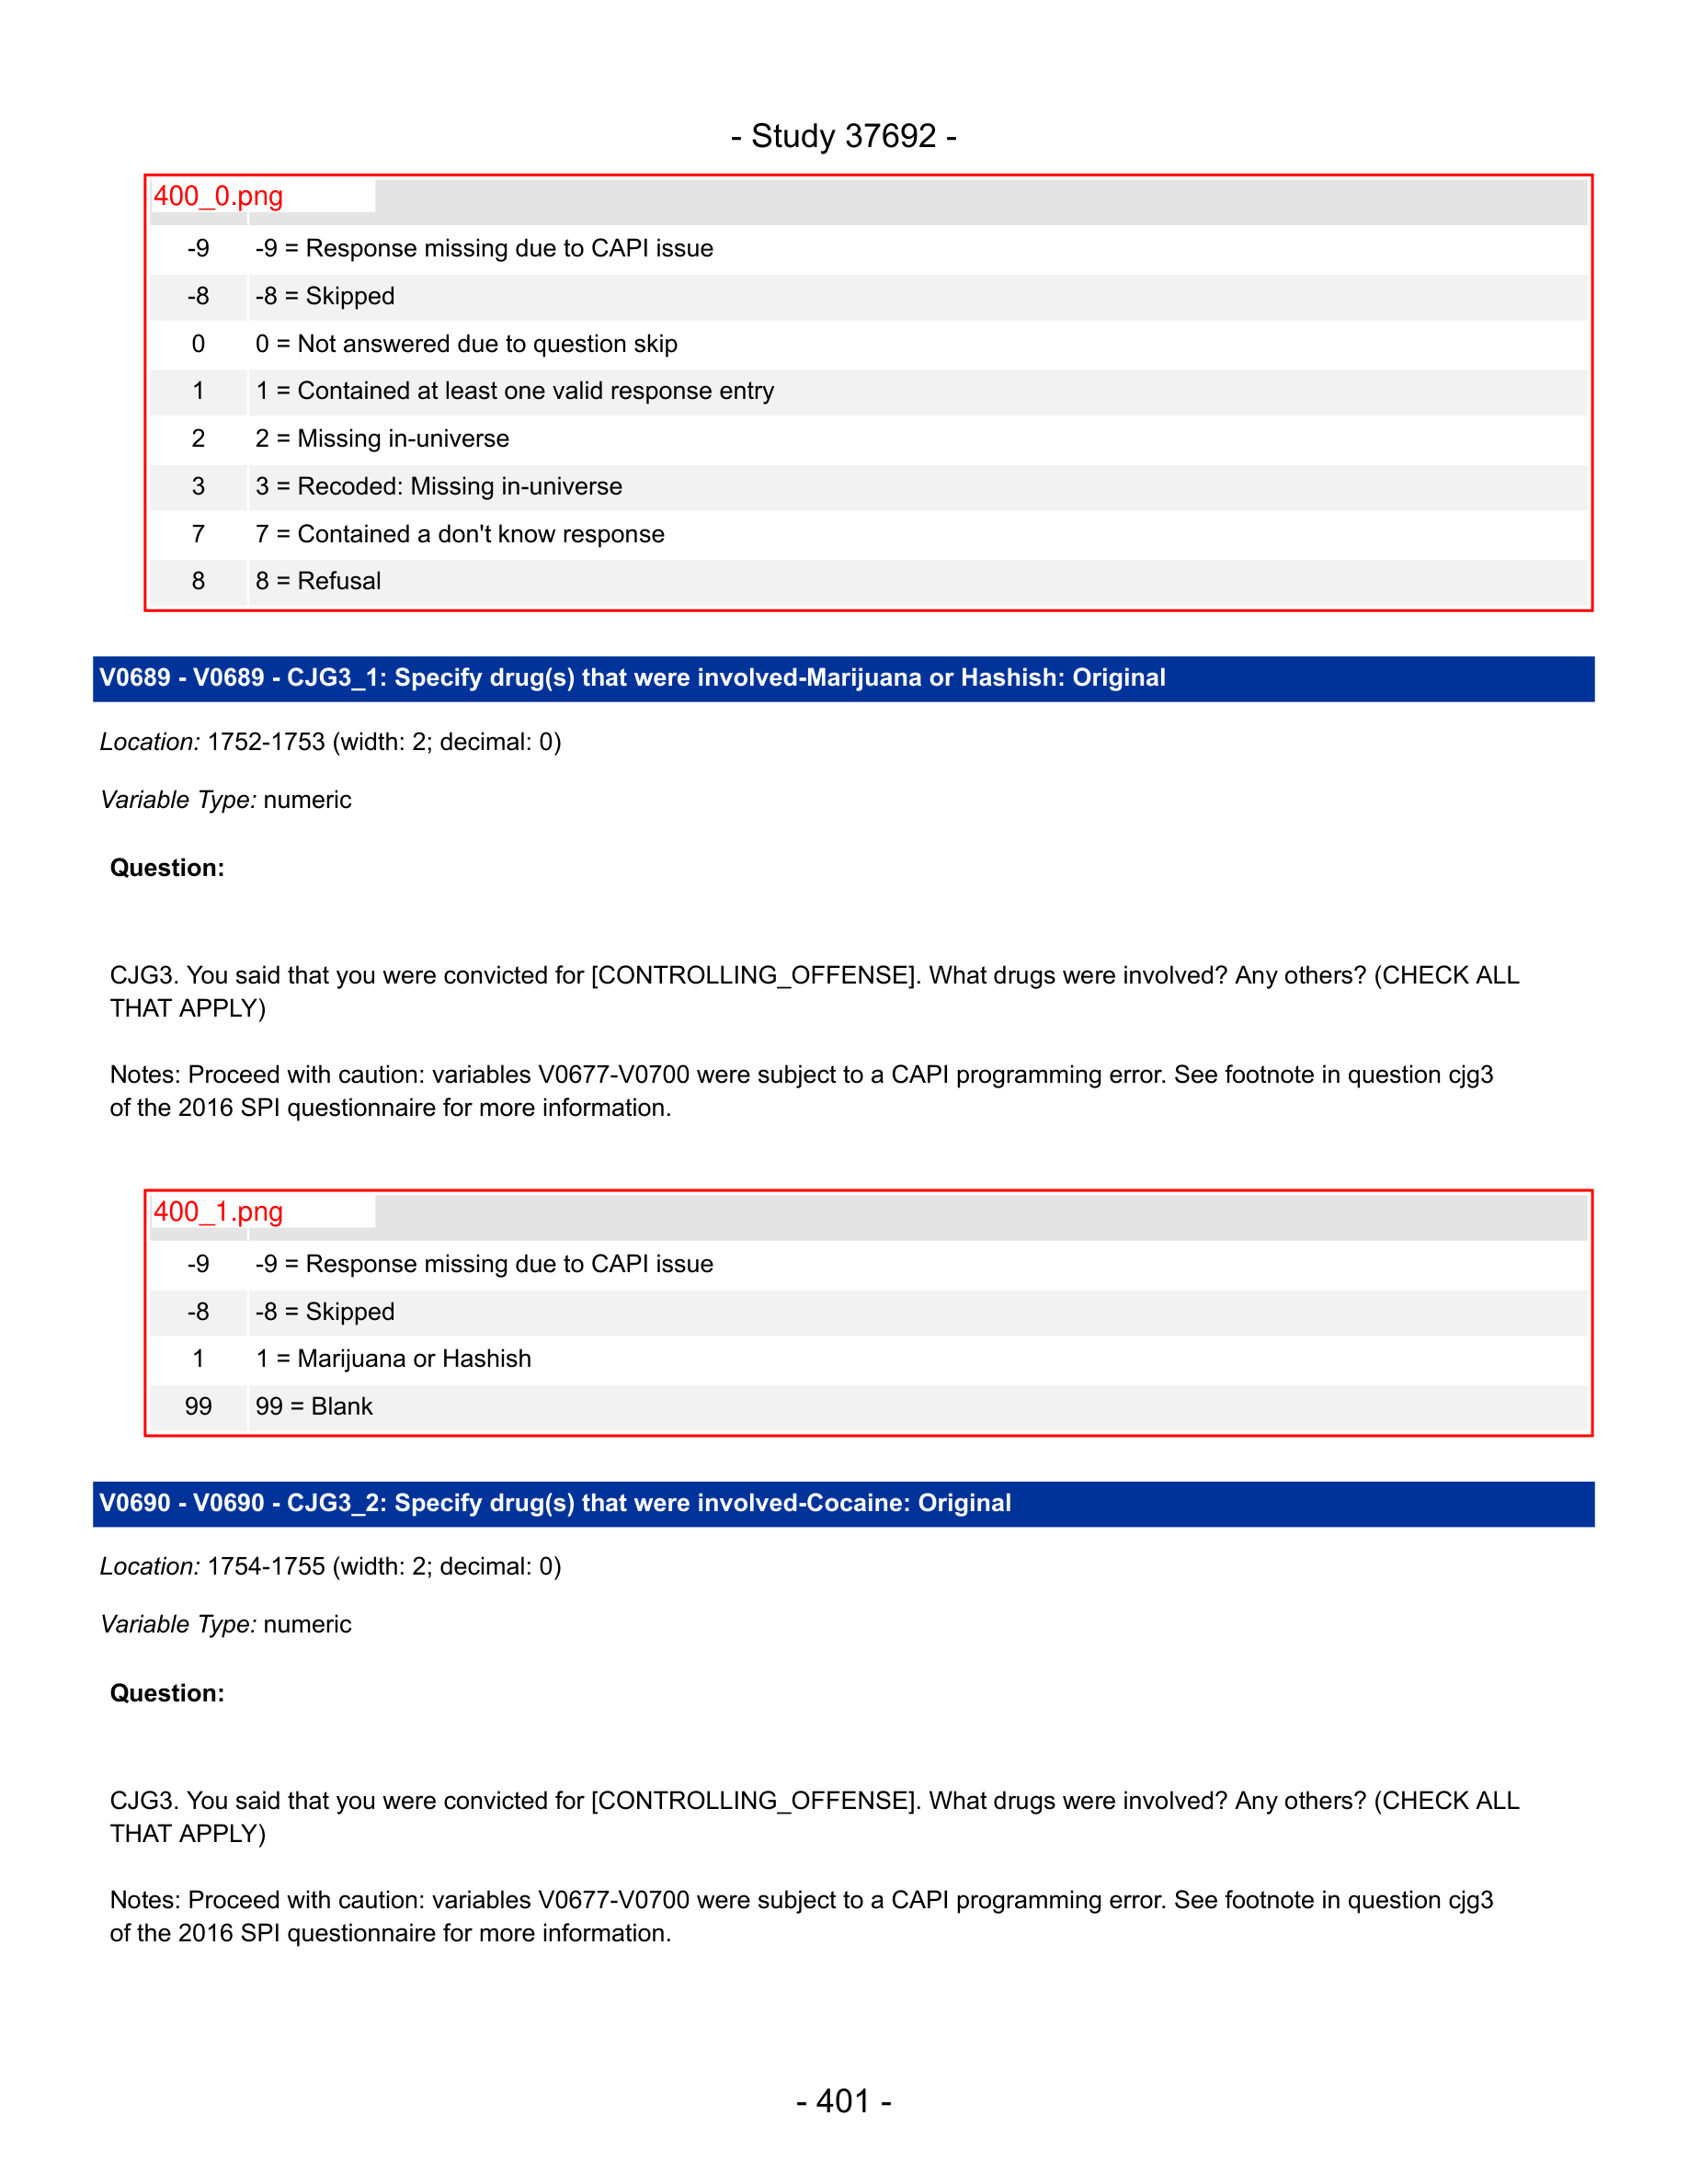 - Study 37692 -
400_0.png
-9 -9 = Response missing due to CAPI issue
-8 -8 = Skipped
0 0 = Not answered due to question skip
1 1 = Contained at least one valid response entry
2 2 = Missing in-universe
3 3 = Recoded: Missing in-universe
7 7 = Contained a don't know response
8 8 = Refusal
V0689 - V0689 - CJG3_1: Specify drug(s) that were involved-Marijuana or Hashish: Original
Location: 1752-1753 (width: 2; decimal: 0)
Variable Type: numeric
Question:
CJG3. You said that you were convicted for [CONTROLLING_OFFENSE]. What drugs were involved? Any others? (CHECK ALL
THAT APPLY)
Notes: Proceed with caution: variables V0677-V0700 were subject to a CAPI programming error. See footnote in question cjg3
of the 2016 SPI questionnaire for more information.
400_1.png
-9 -9 = Response missing due to CAPI issue
-8 -8 = Skipped
1 1 = Marijuana or Hashish
99 99 = Blank
V0690 - V0690 - CJG3_2: Specify drug(s) that were involved-Cocaine: Original
Location: 1754-1755 (width: 2; decimal: 0)
Variable Type: numeric
Question:
CJG3. You said that you were convicted for [CONTROLLING_OFFENSE]. What drugs were involved? Any others? (CHECK ALL
THAT APPLY)
Notes: Proceed with caution: variables V0677-V0700 were subject to a CAPI programming error. See footnote in question cjg3
of the 2016 SPI questionnaire for more information.
- 401 -